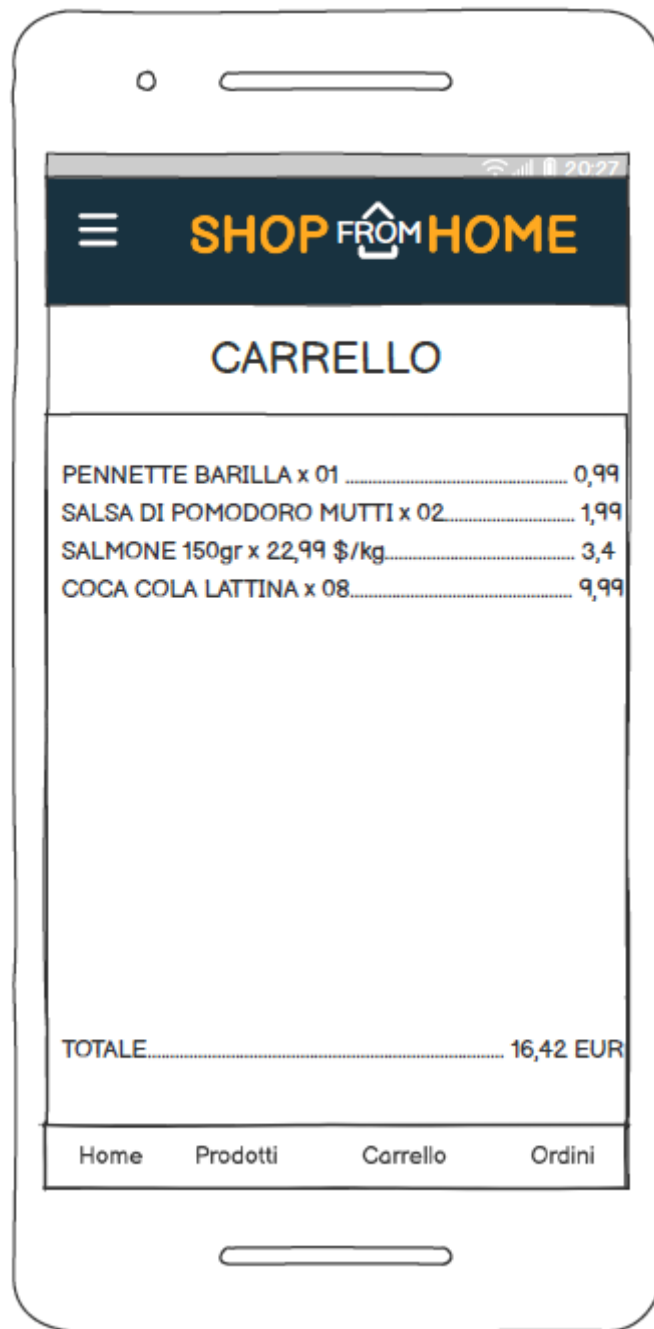 20:27
SHOP FROM HOME
CARRELLO
PENNETTE BARILLA x 01 ........................ 0,99
SALSA DI POMODORO MUTTI x 02........................ 1,99
SALMONE 150gr x 22,99 $/kg........................ 3,4
COCA COLA LATTINA x 08........................ 9,99
TOTALE........................ 16,42 EUR
Home Prodotti Carrello Ordini